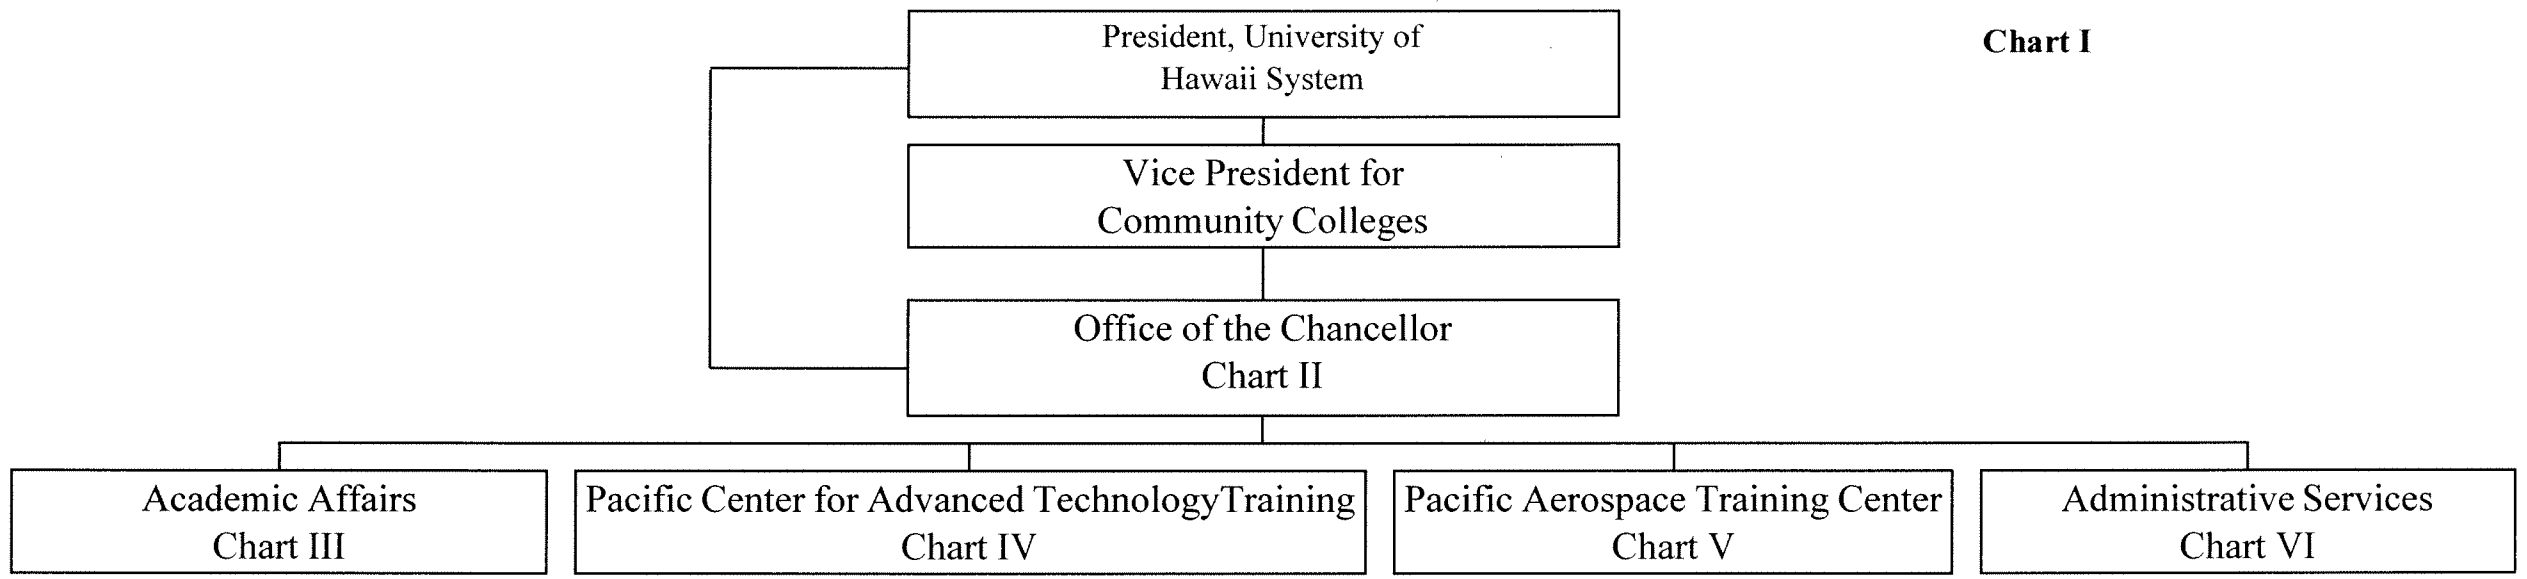 President, University of
Hawaii System
Chart I
Vice President for
Community Colleges
Office of the Chancellor
Chart II
Academic Affairs
Chart III
Pacific Center for Advanced TechnologyTraining
Chart IV
Pacific Aerospace Training Center
Chart V
Administrative Services
Chart VI